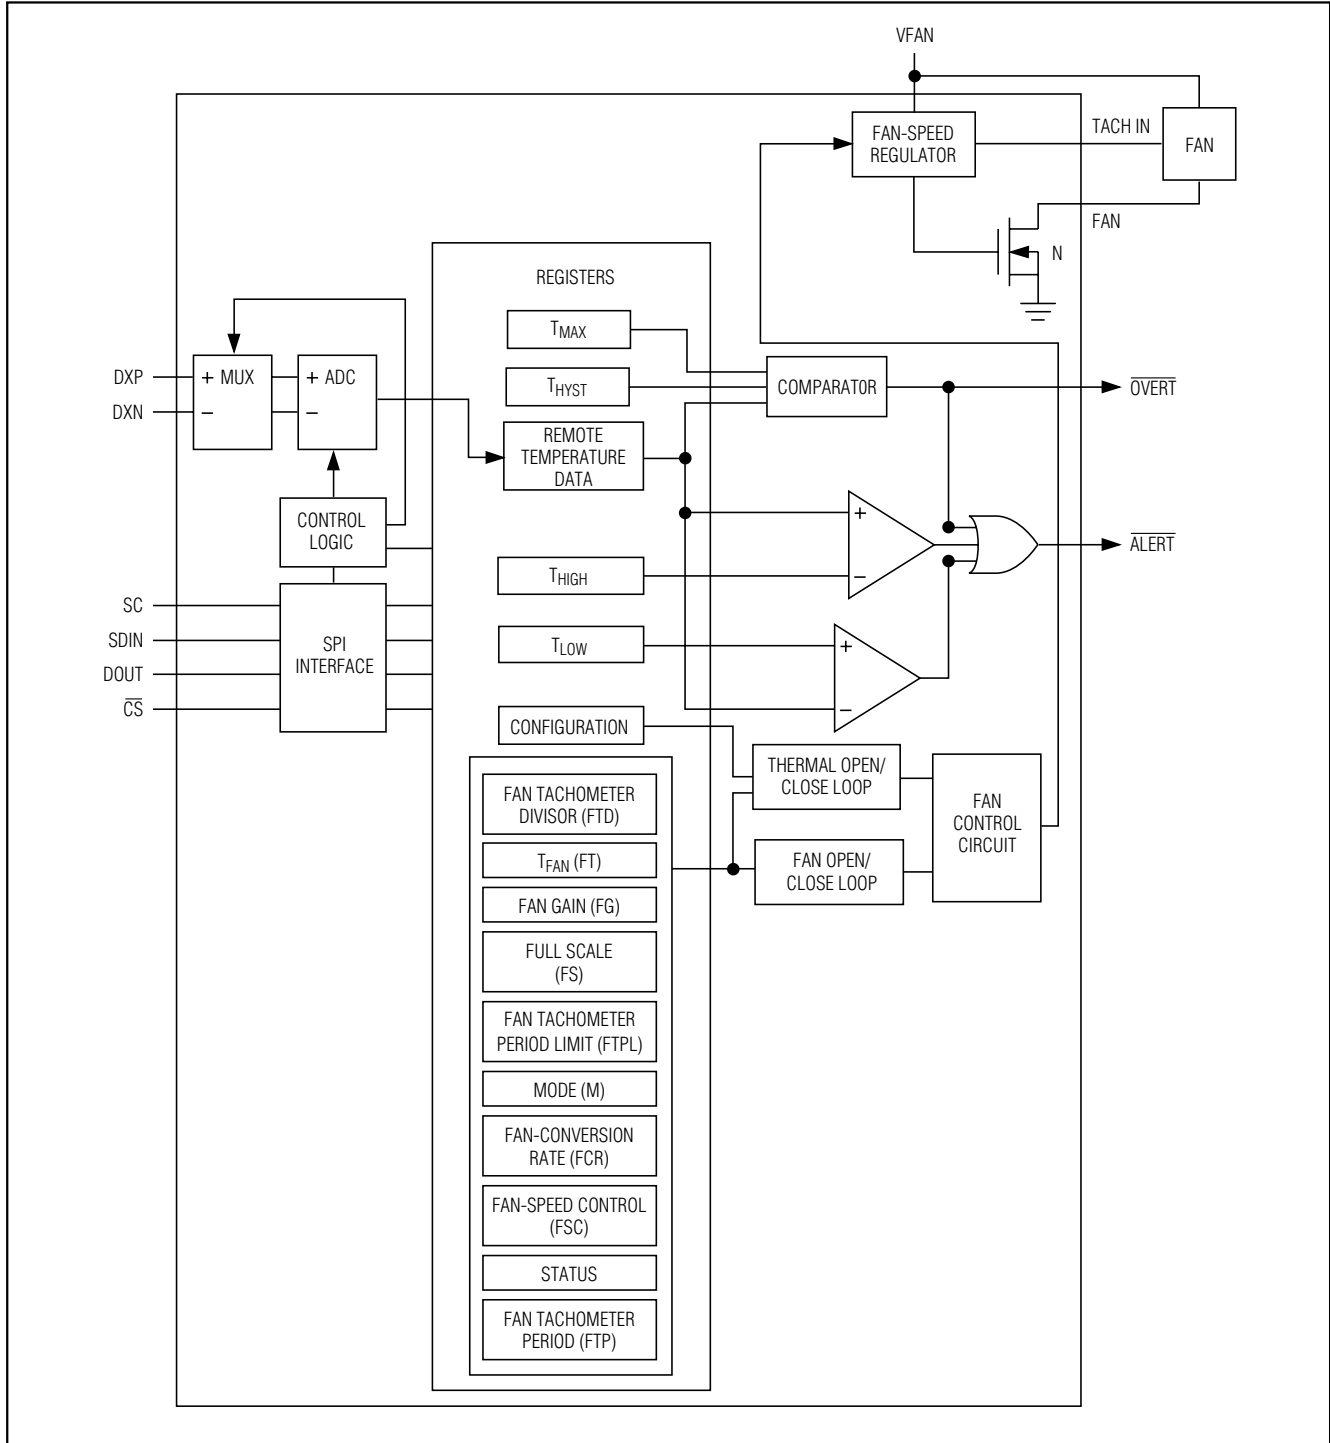 VFAN
FAN-SPEED
REGULATOR
TACH IN
FAN
FAN
N
REGISTERS
TMAX
THYST
REMOTE
TEMPERATURE
DATA
COMPARATOR
OVERT
DXP
DXN
+ MUX
−
+ ADC
−
CONTROL
LOGIC
+
−
ALERT
THIGH
SC
SDIN
DOUT
CS
SPI
INTERFACE
TLOW
+
−
CONFIGURATION
THERMAL OPEN/
CLOSE LOOP
FAN OPEN/
CLOSE LOOP
FAN
CONTROL
CIRCUIT
FAN TACHOMETER
DIVISOR (FTD)
TFAN (FT)
FAN GAIN (FG)
FULL SCALE
(FS)
FAN TACHOMETER
PERIOD LIMIT (FTPL)
MODE (M)
FAN-CONVERSION
RATE (FCR)
FAN-SPEED CONTROL
(FSC)
STATUS
FAN TACHOMETER
PERIOD (FTP)